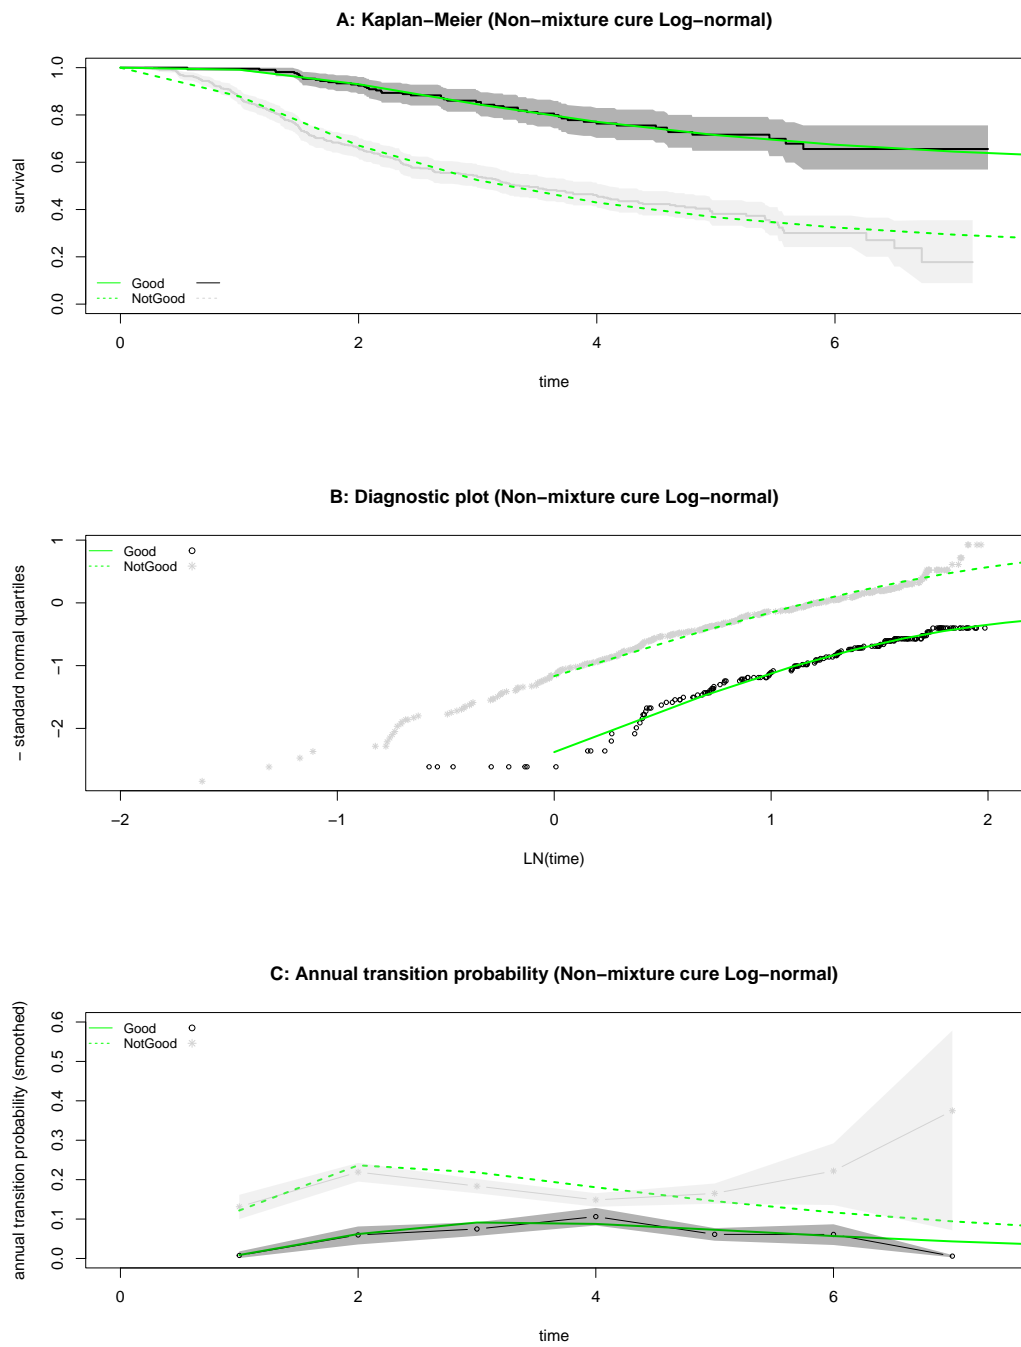 A: Kaplan−Meier (Non−mixture cure Log−normal)
survival
1.0
0.8
0.6
0.4
0.2
0.0
Good
NotGood
0 2 4 6
time
B: Diagnostic plot (Non−mixture cure Log−normal)
− standard normal quartiles
1
0
−1
−2
Good
NotGood
−2 −1 0 1 2
LN(time)
C: Annual transition probability (Non−mixture cure Log−normal)
annual transition probability (smoothed)
0.6
0.5
0.4
0.3
0.2
0.1
0.0
Good
NotGood
0 2 4 6
time